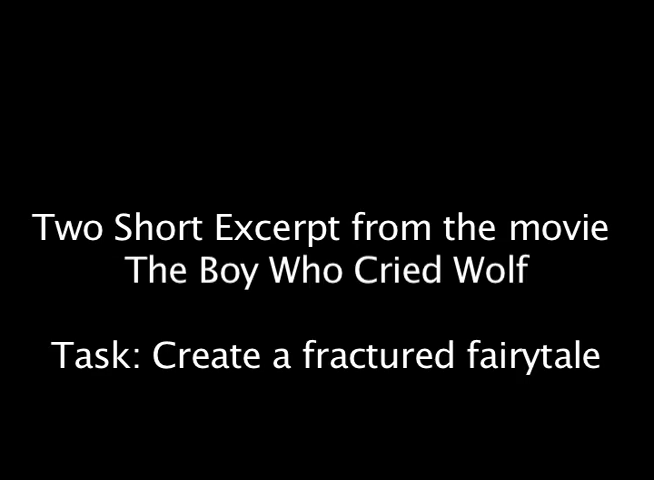 Two Short Excerpt from the movie
The Boy Who Cried Wolf
Task: Create a fractured fairytale